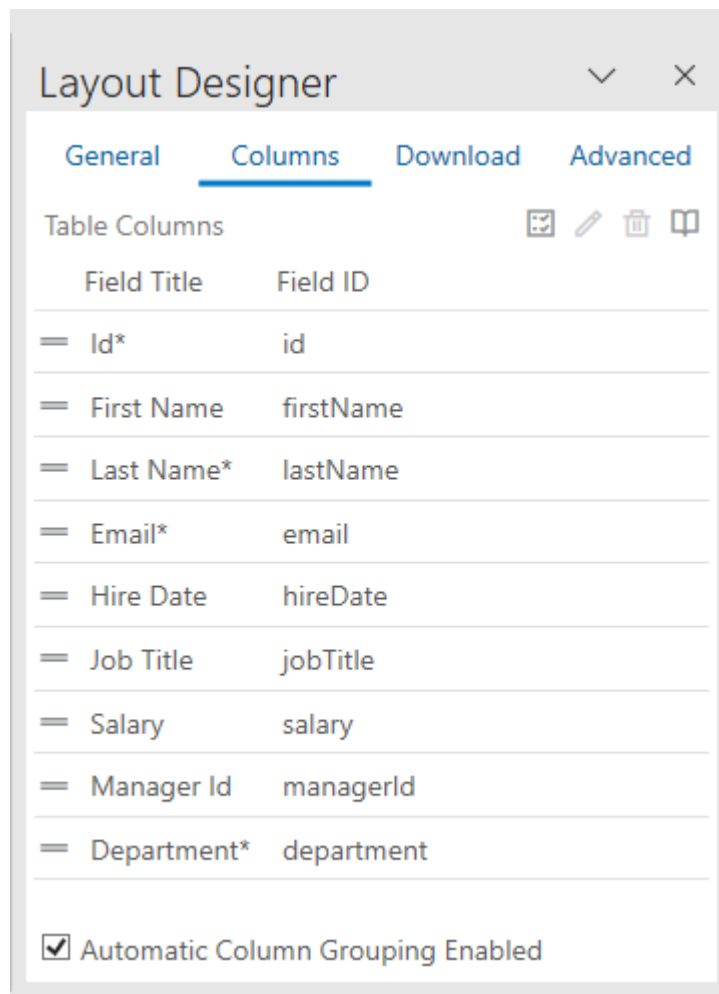 Layout Designer
General Columns Download Advanced
Table Columns
Field Title Field ID
Id* id
First Name firstName
Last Name* lastName
Email* email
Hire Date hireDate
Job Title jobTitle
Salary salary
Manager Id managerId
Department* department
Automatic Column Grouping Enabled